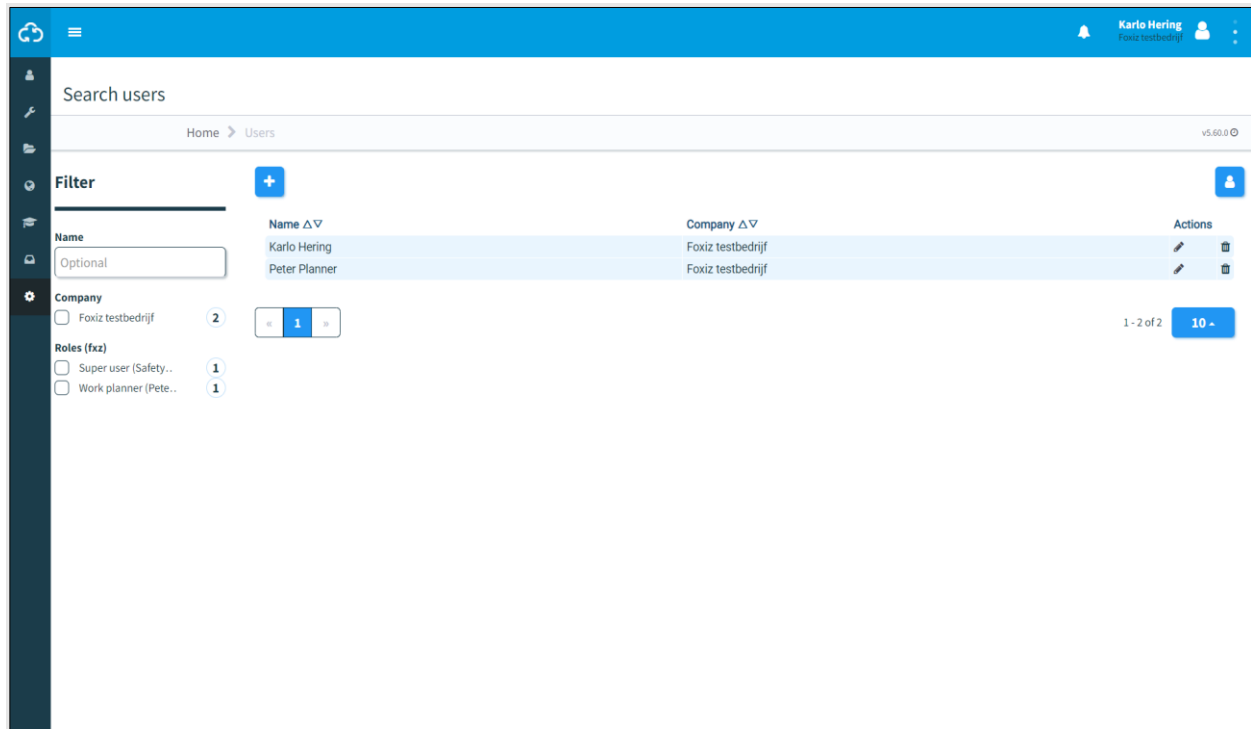 Karlo Hering
Foxiz testbedrijf
Search users
Home Users
v5.60.0
Filter
Name
Optional
Company
Foxiz testbedrijf 2
Roles (fxz)
Super user (Safety.. 1
Work planner (Pete.. 1
Name △▽ Company △▽ Actions
Karlo Hering Foxiz testbedrijf
Peter Planner Foxiz testbedrijf
« 1 »
1 - 2 of 2
10